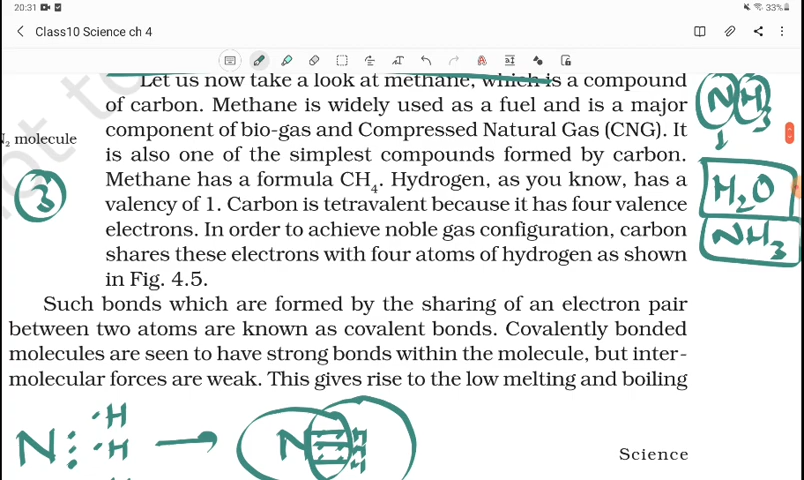 20:31
33%
Class10 Science ch 4
Let us now take a look at methane, which is a compound
of carbon. Methane is widely used as a fuel and is a major
component of bio-gas and Compressed Natural Gas (CNG). It
is also one of the simplest compounds formed by carbon.
Methane has a formula CH₄. Hydrogen, as you know, has a
valency of 1. Carbon is tetravalent because it has four valence
electrons. In order to achieve noble gas configuration, carbon
shares these electrons with four atoms of hydrogen as shown
in Fig. 4.5.
N₂ molecule
3
NH₃
H₂O
NH₃
Such bonds which are formed by the sharing of an electron pair
between two atoms are known as covalent bonds. Covalently bonded
molecules are seen to have strong bonds within the molecule, but inter-
molecular forces are weak. This gives rise to the low melting and boiling
H
N H
N
Science